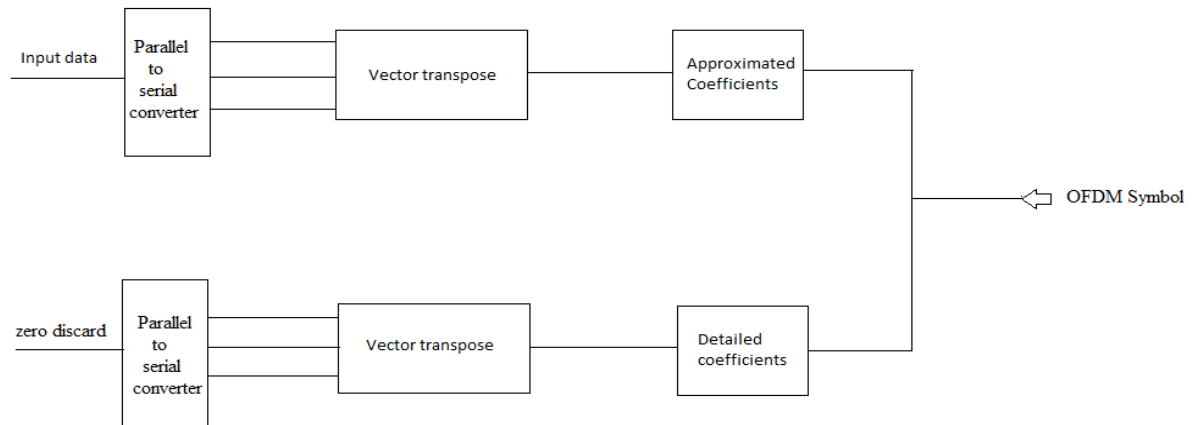 Input data
Parallel
to
serial
converter
Vector transpose
Approximated
Coefficients
OFDM Symbol
zero discard
Parallel
to
serial
converter
Vector transpose
Detailed
coefficients